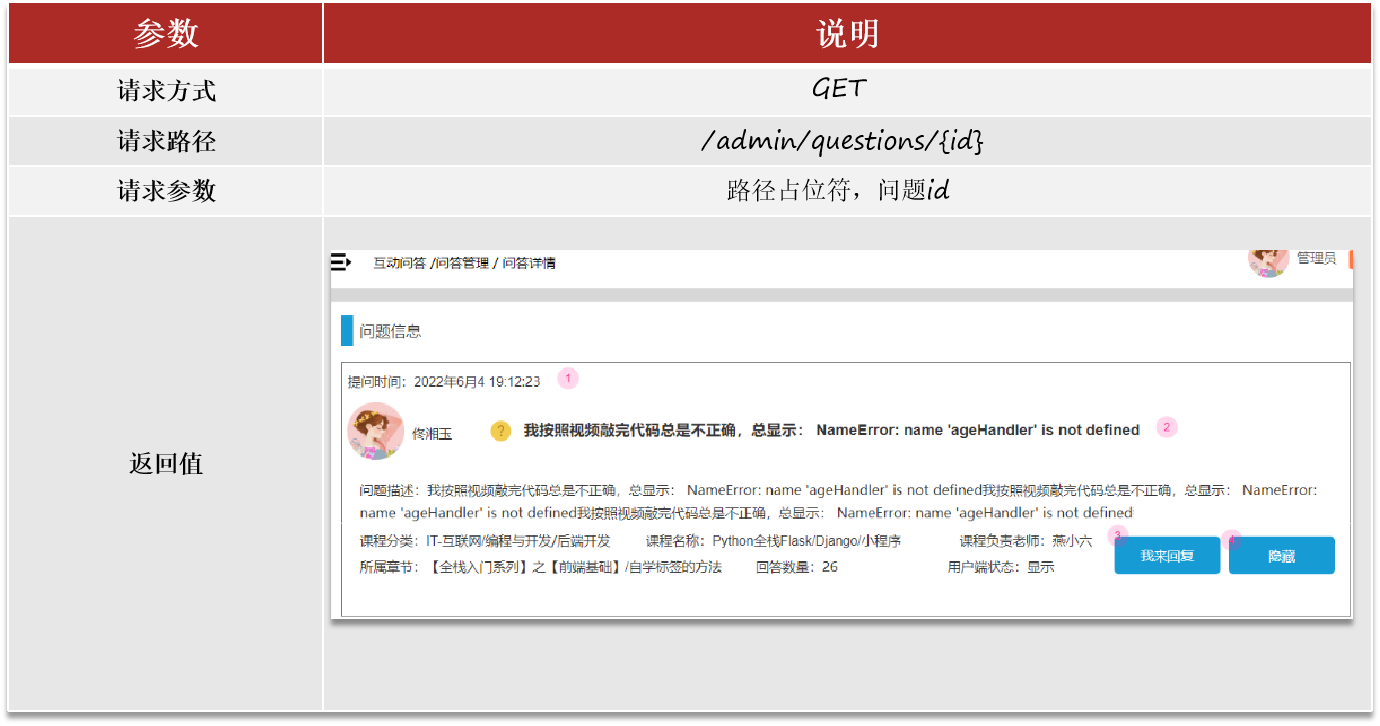 参数 说明
请求方式 GET
请求路径 /admin/questions/{id}
请求参数 路径占位符，问题id
返回值
互动问答 /问答管理 / 问答详情 管理员
问题信息
提问时间：2022年6月4 19:12:23 1
佟湘玉 ? 我按照视频敲完代码总是不正确，总显示： NameError: name 'ageHandler' is not defined 2
问题描述：我按照视频敲完代码总是不正确，总显示： NameError: name 'ageHandler' is not defined我按照视频敲完代码总是不正确，总显示： NameError:
name 'ageHandler' is not defined我按照视频敲完代码总是不正确，总显示： NameError: name 'ageHandler' is not defined
课程分类：IT-互联网/编程与开发/后端开发 课程名称：Python全栈Flask/Django//小程序 课程负责老师：燕小六 3 我来回复 4 隐藏
所属章节：【全栈入门系列】之【前端基础】/自学标签的方法 回答数量：26 用户端状态：显示